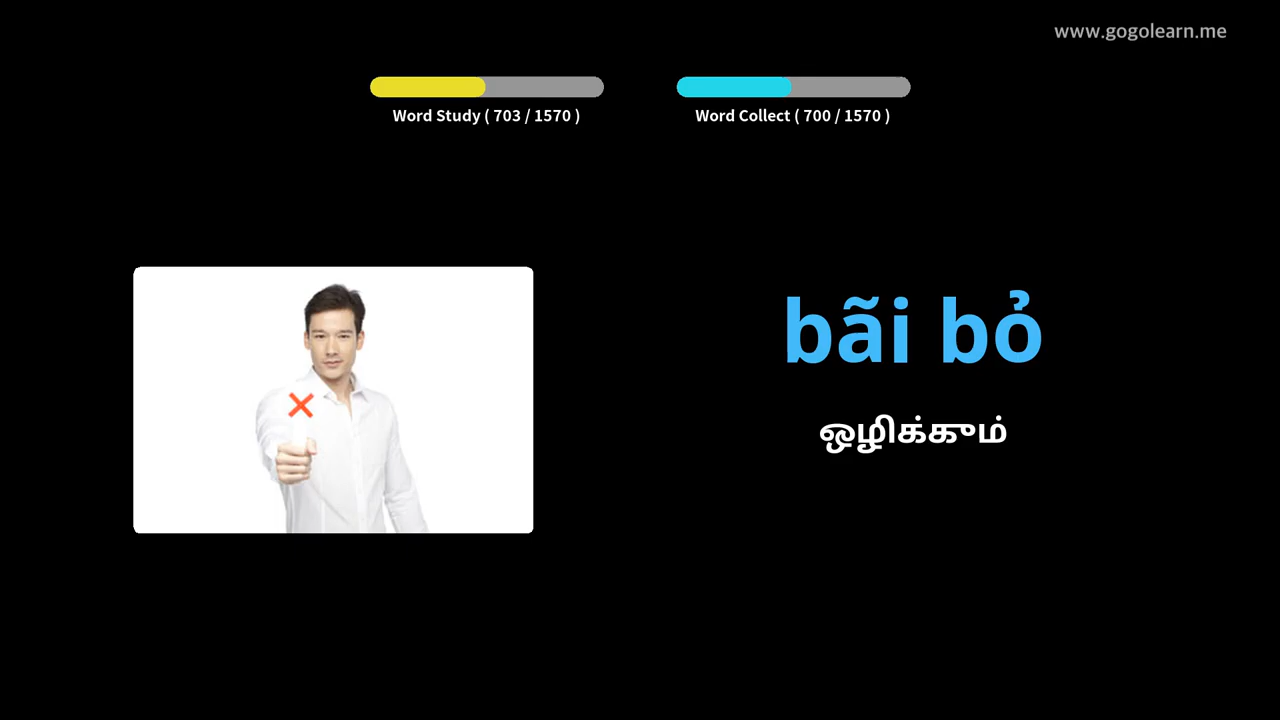 www.gogolearn.me
Word Study ( 703 / 1570 )
Word Collect ( 700 / 1570 )
bãi bỏ
ஒழிக்கும்